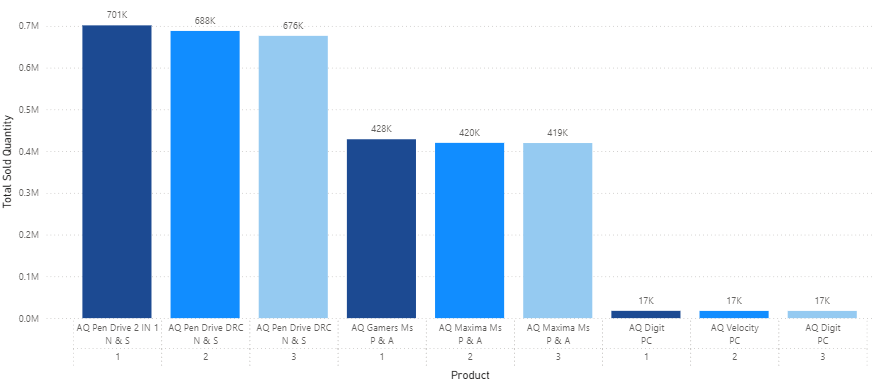 Total Sold Quantity
0.7M
0.6M
0.5M
0.4M
0.3M
0.2M
0.1M
0.0M
701K
688K
676K
428K
420K
419K
17K
17K
17K
AQ Pen Drive 2 IN 1
N & S
1
AQ Pen Drive DRC
N & S
2
AQ Pen Drive DRC
N & S
3
AQ Gamers Ms
P & A
1
AQ Maxima Ms
P & A
2
AQ Maxima Ms
P & A
3
AQ Digit
PC
1
AQ Velocity
PC
2
AQ Digit
PC
3
Product